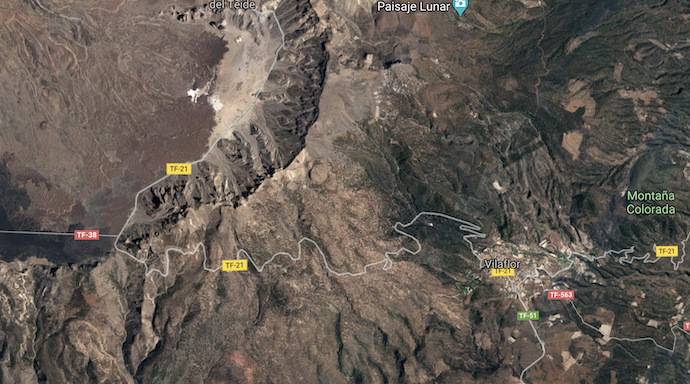 del Teide
Paisaje Lunar
TF-21
Montaña
Colorada
TF-38
TF-21
TF-21
Vilaflor
TF-21
TF-563
TF-51